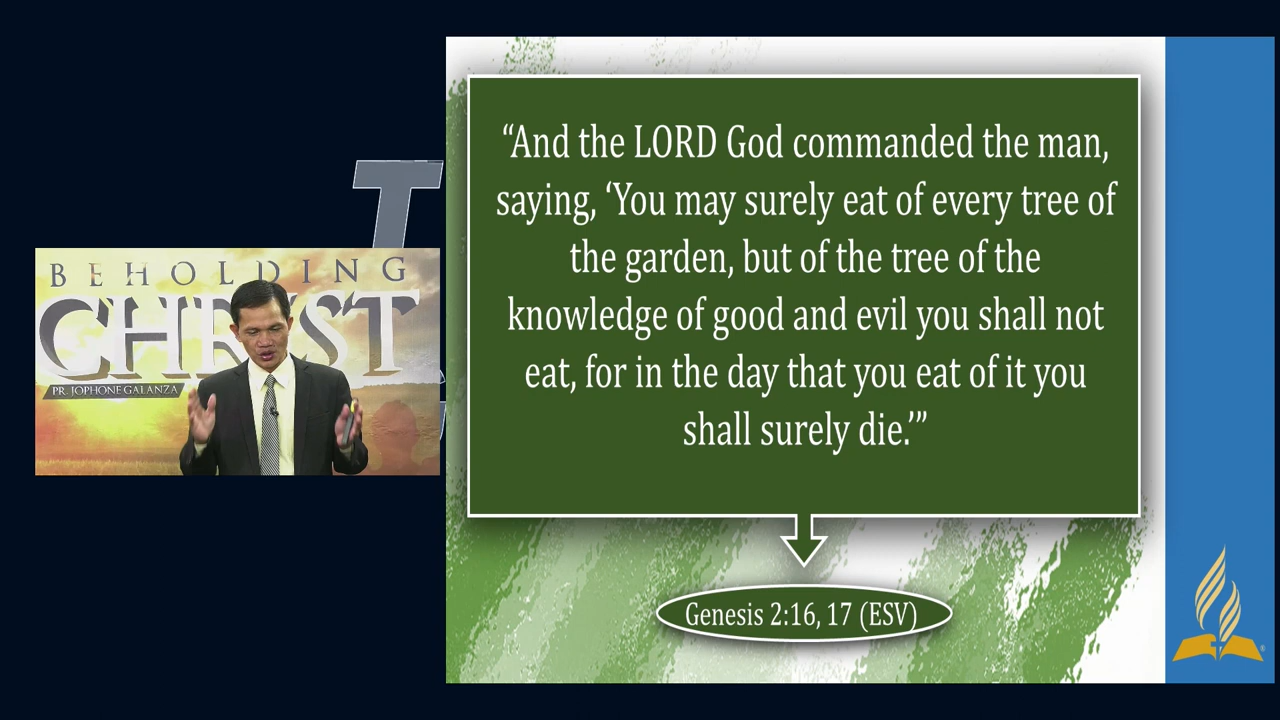 T
BEHOLDING
CHRIST
PR. JOPHONE GALANZA
“And the LORD God commanded the man,
saying, ‘You may surely eat of every tree of
the garden, but of the tree of the
knowledge of good and evil you shall not
eat, for in the day that you eat of it you
shall surely die.’”
Genesis 2:16, 17 (ESV)
®